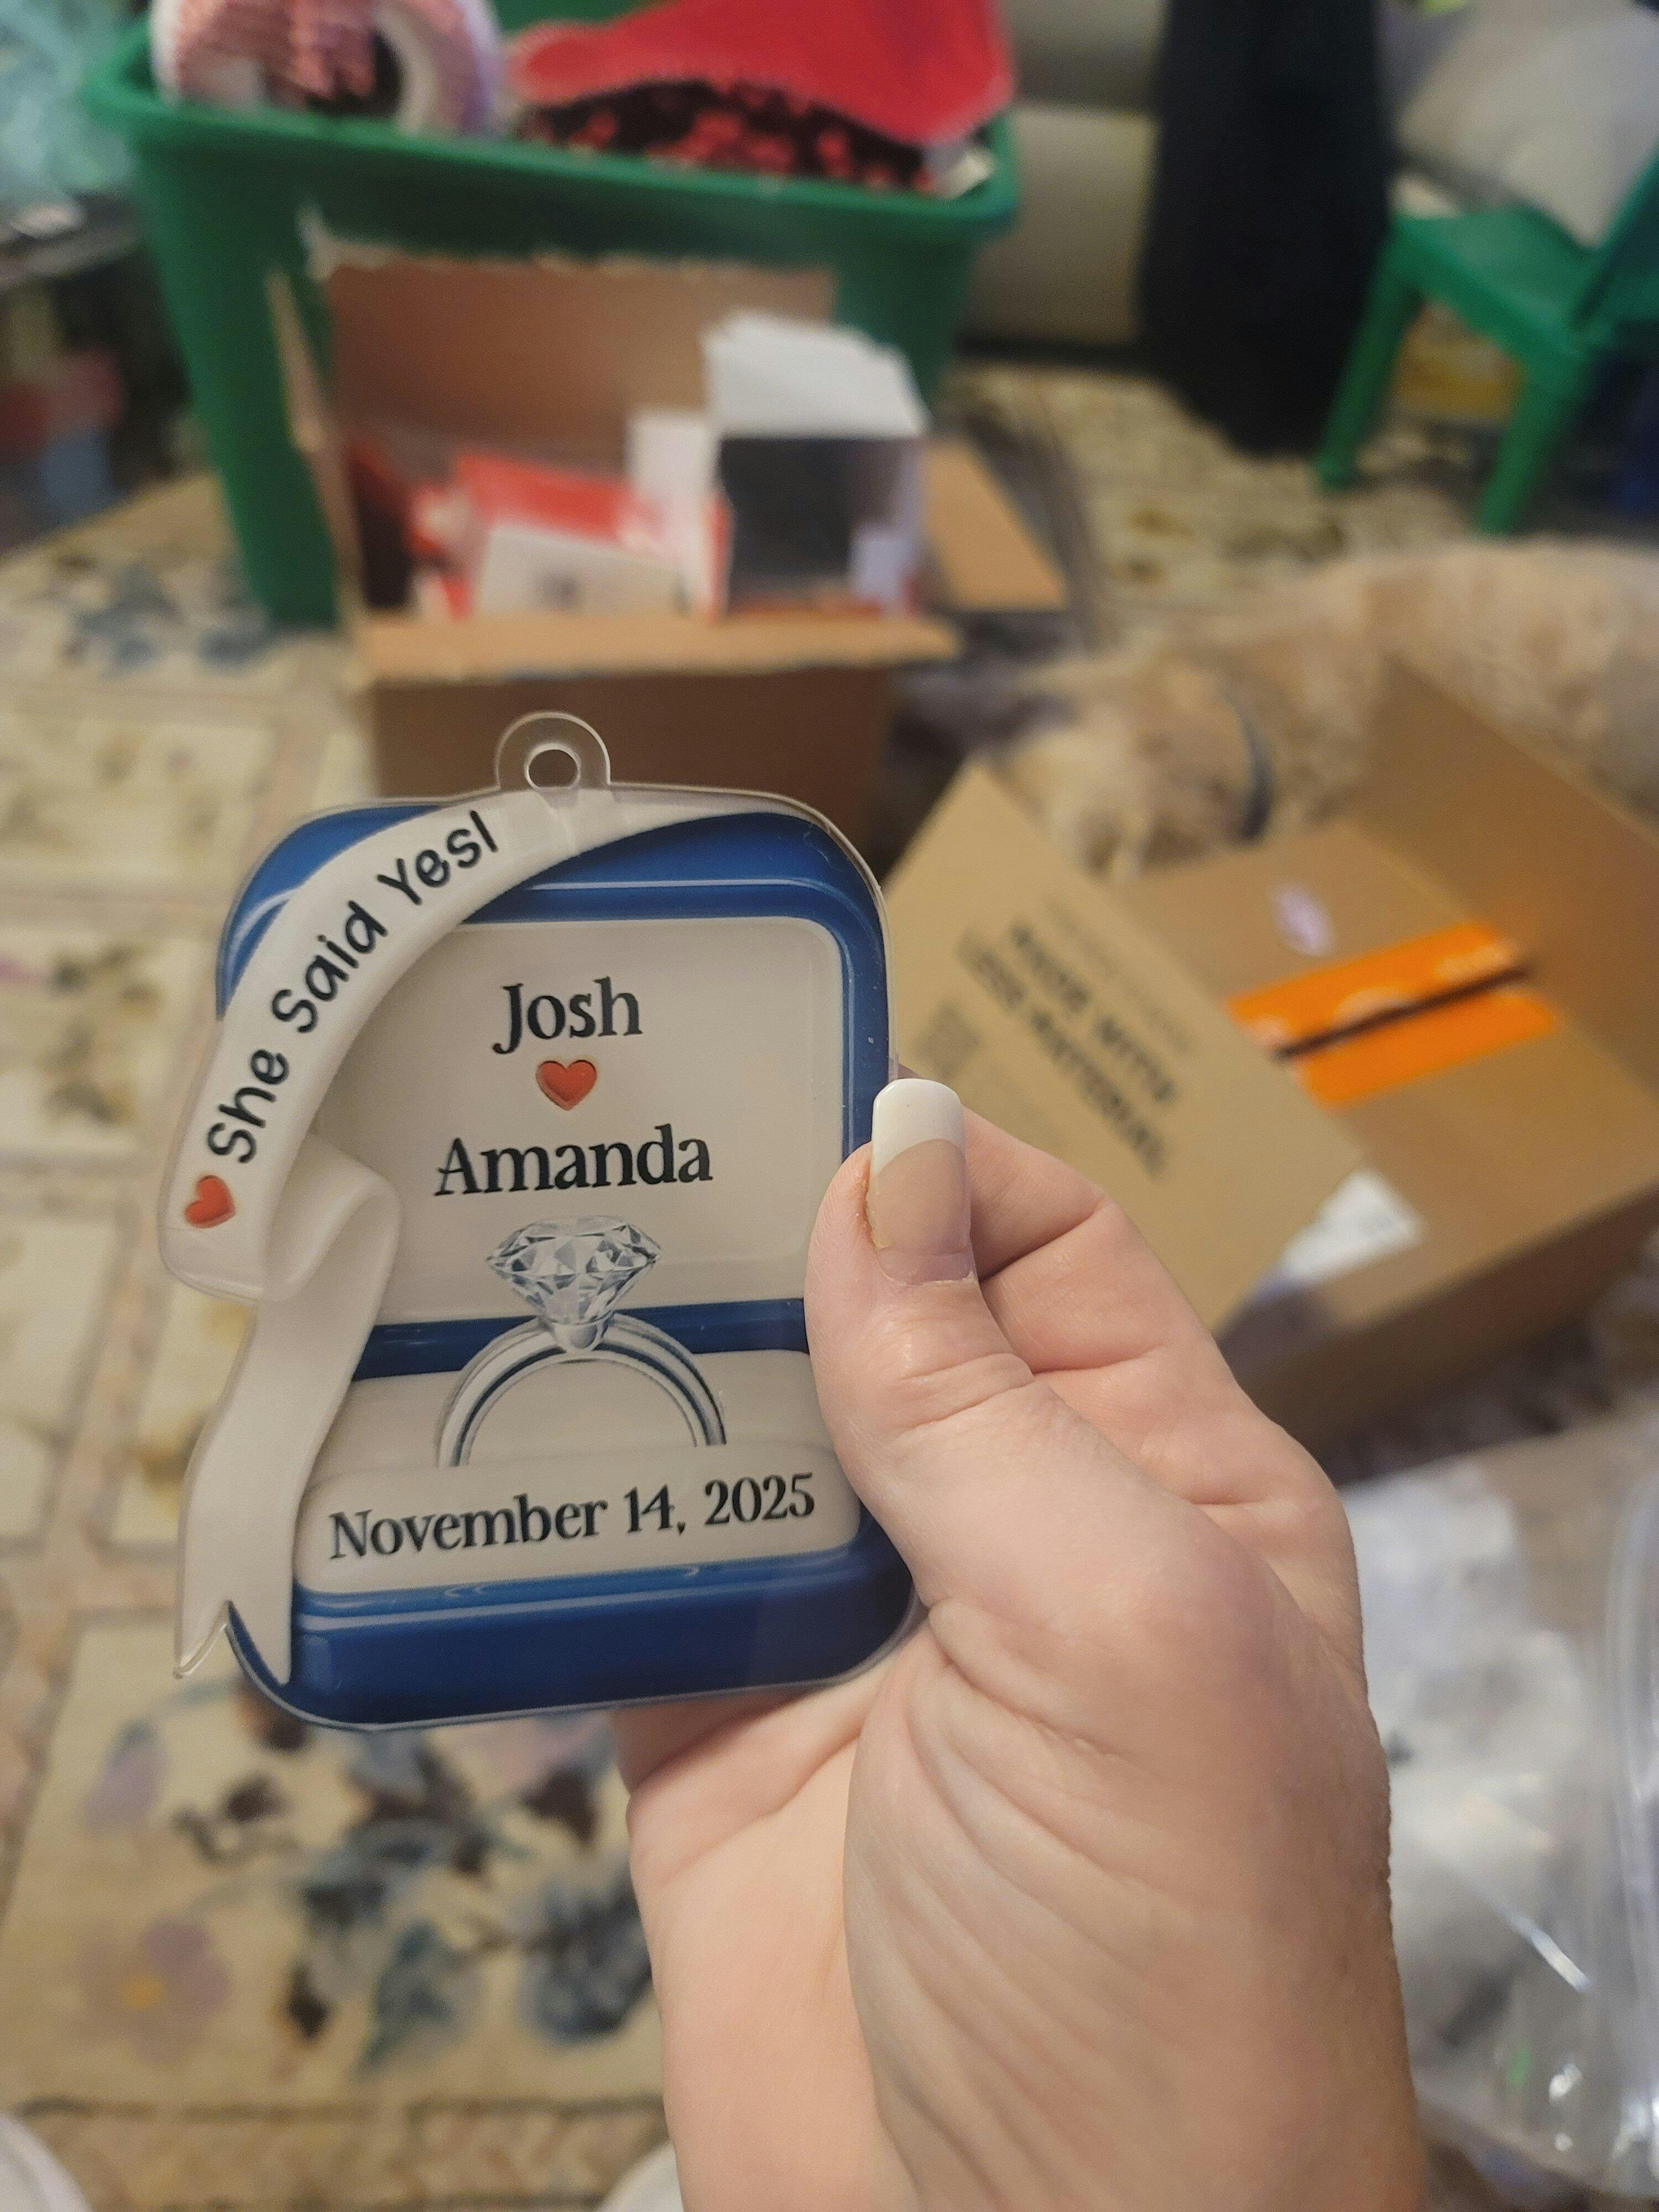 She Said Yes!
Josh
Amanda
November 14, 2025